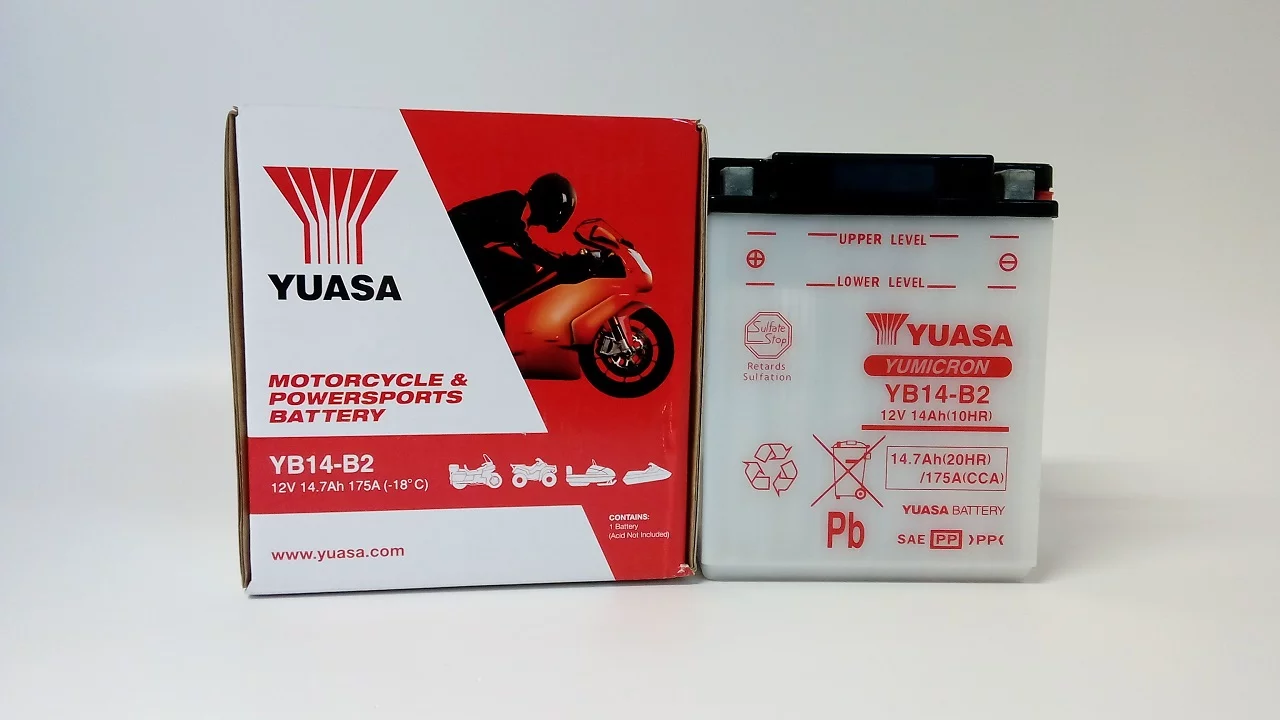 YUASA
MOTORCYCLE &
POWERSPORTS
BATTERY
YB14-B2
12V 14.7Ah 175A (-18°C)
CONTAINS:
1 Battery
(Acid Not Included)
www.yuasa.com
UPPER LEVEL
LOWER LEVEL
Sulfate
Stop
Retards
Sulfation
YUASA
YUMICRON
YB14-B2
12V 14Ah(10HR)
14.7Ah(20HR)
/175A(CCA)
Pb
YUASA BATTERY
SAE PP >PP<